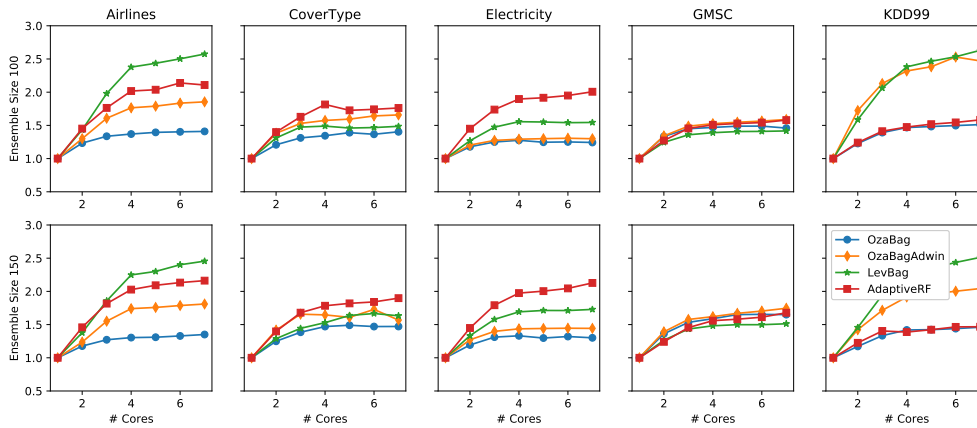 Airlines CoverType Electricity GMSC KDD99
Ensemble Size 100
3.0
2.5
2.0
1.5
1.0
0.5
2 4 6 2 4 6 2 4 6 2 4 6 2 4 6
Ensemble Size 150
3.0
2.5
2.0
1.5
1.0
0.5
OzaBag
OzaBagAdwin
LevBag
AdaptiveRF
2 4 6 2 4 6 2 4 6 2 4 6 2 4 6
# Cores # Cores # Cores # Cores # Cores